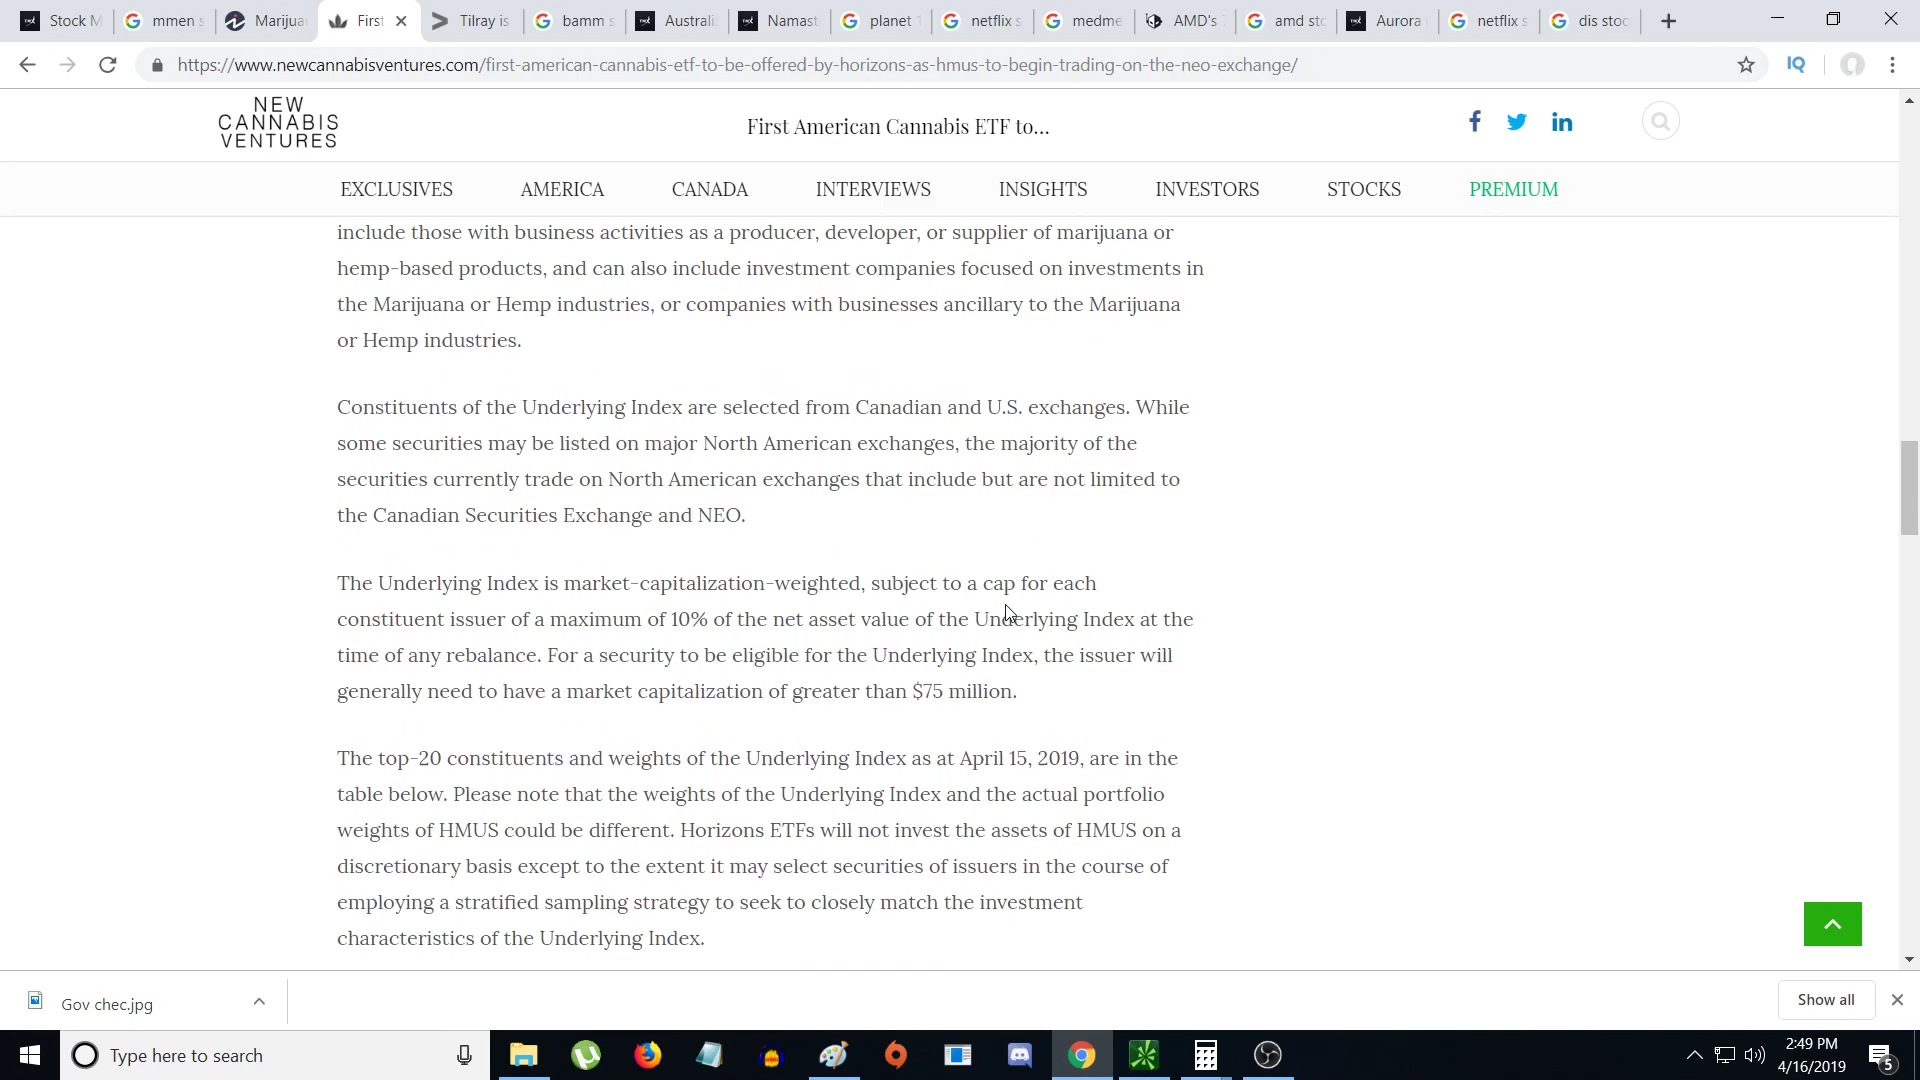 Stock M
mmen s
Marijua
First
Tilray is
bamm s
Australi
Namast
planet 1
netflix s
medme
AMD's 7
amd sto
Aurora
netflix s
dis stoc
https://www.newcannabisventures.com/first-american-cannabis-etf-to-be-offered-by-horizons-as-hmus-to-begin-trading-on-the-neo-exchange/
IQ
NEW
CANNABIS
VENTURES
First American Cannabis ETF to...
EXCLUSIVES
AMERICA
CANADA
INTERVIEWS
INSIGHTS
INVESTORS
STOCKS
PREMIUM
include those with business activities as a producer, developer, or supplier of marijuana or
hemp-based products, and can also include investment companies focused on investments in
the Marijuana or Hemp industries, or companies with businesses ancillary to the Marijuana
or Hemp industries.
Constituents of the Underlying Index are selected from Canadian and U.S. exchanges. While
some securities may be listed on major North American exchanges, the majority of the
securities currently trade on North American exchanges that include but are not limited to
the Canadian Securities Exchange and NEO.
The Underlying Index is market-capitalization-weighted, subject to a cap for each
constituent issuer of a maximum of 10% of the net asset value of the Underlying Index at the
time of any rebalance. For a security to be eligible for the Underlying Index, the issuer will
generally need to have a market capitalization of greater than $75 million.
The top-20 constituents and weights of the Underlying Index as at April 15, 2019, are in the
table below. Please note that the weights of the Underlying Index and the actual portfolio
weights of HMUS could be different. Horizons ETFs will not invest the assets of HMUS on a
discretionary basis except to the extent it may select securities of issuers in the course of
employing a stratified sampling strategy to seek to closely match the investment
characteristics of the Underlying Index.
Gov chec.jpg
Show all
Type here to search
2:49 PM
4/16/2019
5